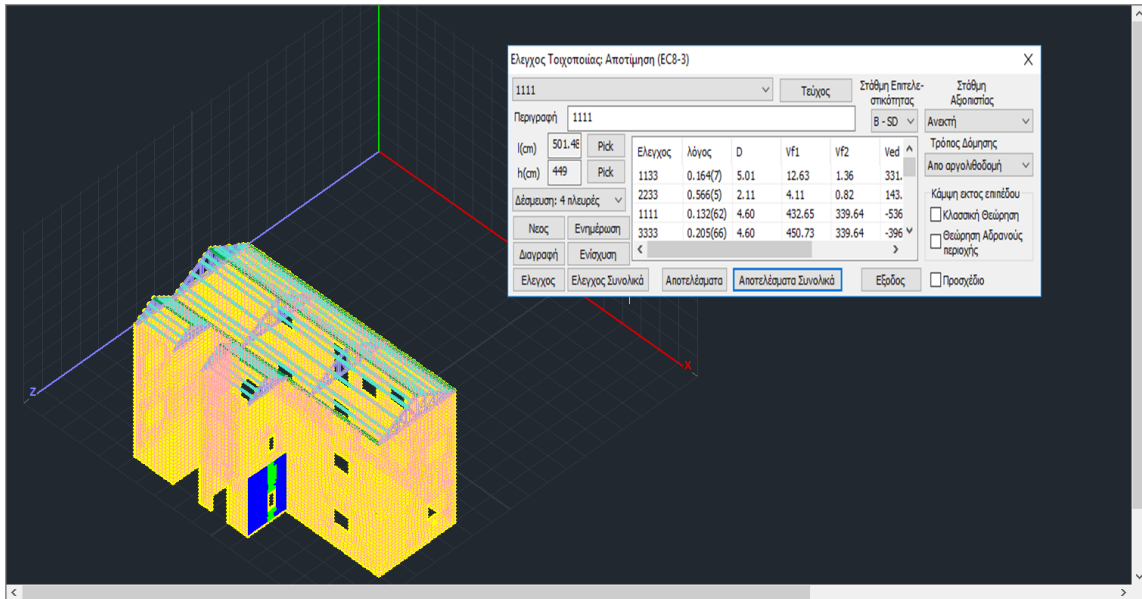 Ελεγχος Τοιχοποιίας: Αποτίμηση (EC8-3)
X
1111
Τεύχος
Στάθμη Επιτελε-
στικότητας
Στάθμη
Αξιοπιστίας
Περιγραφή
1111
B - SD
Ανεκτή
l(cm)
501.48
Pick
Τρόπος Δόμησης
h(cm)
449
Pick
Απο αργολιθοδομή
Ελεγχος λόγος D Vf1 Vf2 Ved
1133 0.164(7) 5.01 12.63 1.36 331.
2233 0.566(5) 2.11 4.11 0.82 143.
1111 0.132(62) 4.60 432.65 339.64 -536
3333 0.205(66) 4.60 450.73 339.64 -396
Δέσμευση: 4 πλευρές
Κάμψη εκτος επιπέδου
Κλασσική Θεώρηση
Θεώρηση Αδρανούς
περιοχής
Νεος
Ενημέρωση
Διαγραφή
Ενίσχυση
Ελεγχος
Ελεγχος Συνολικά
Αποτελέσματα
Αποτελέσματα Συνολικά
Εξοδος
Προσχέδιο
X
Z